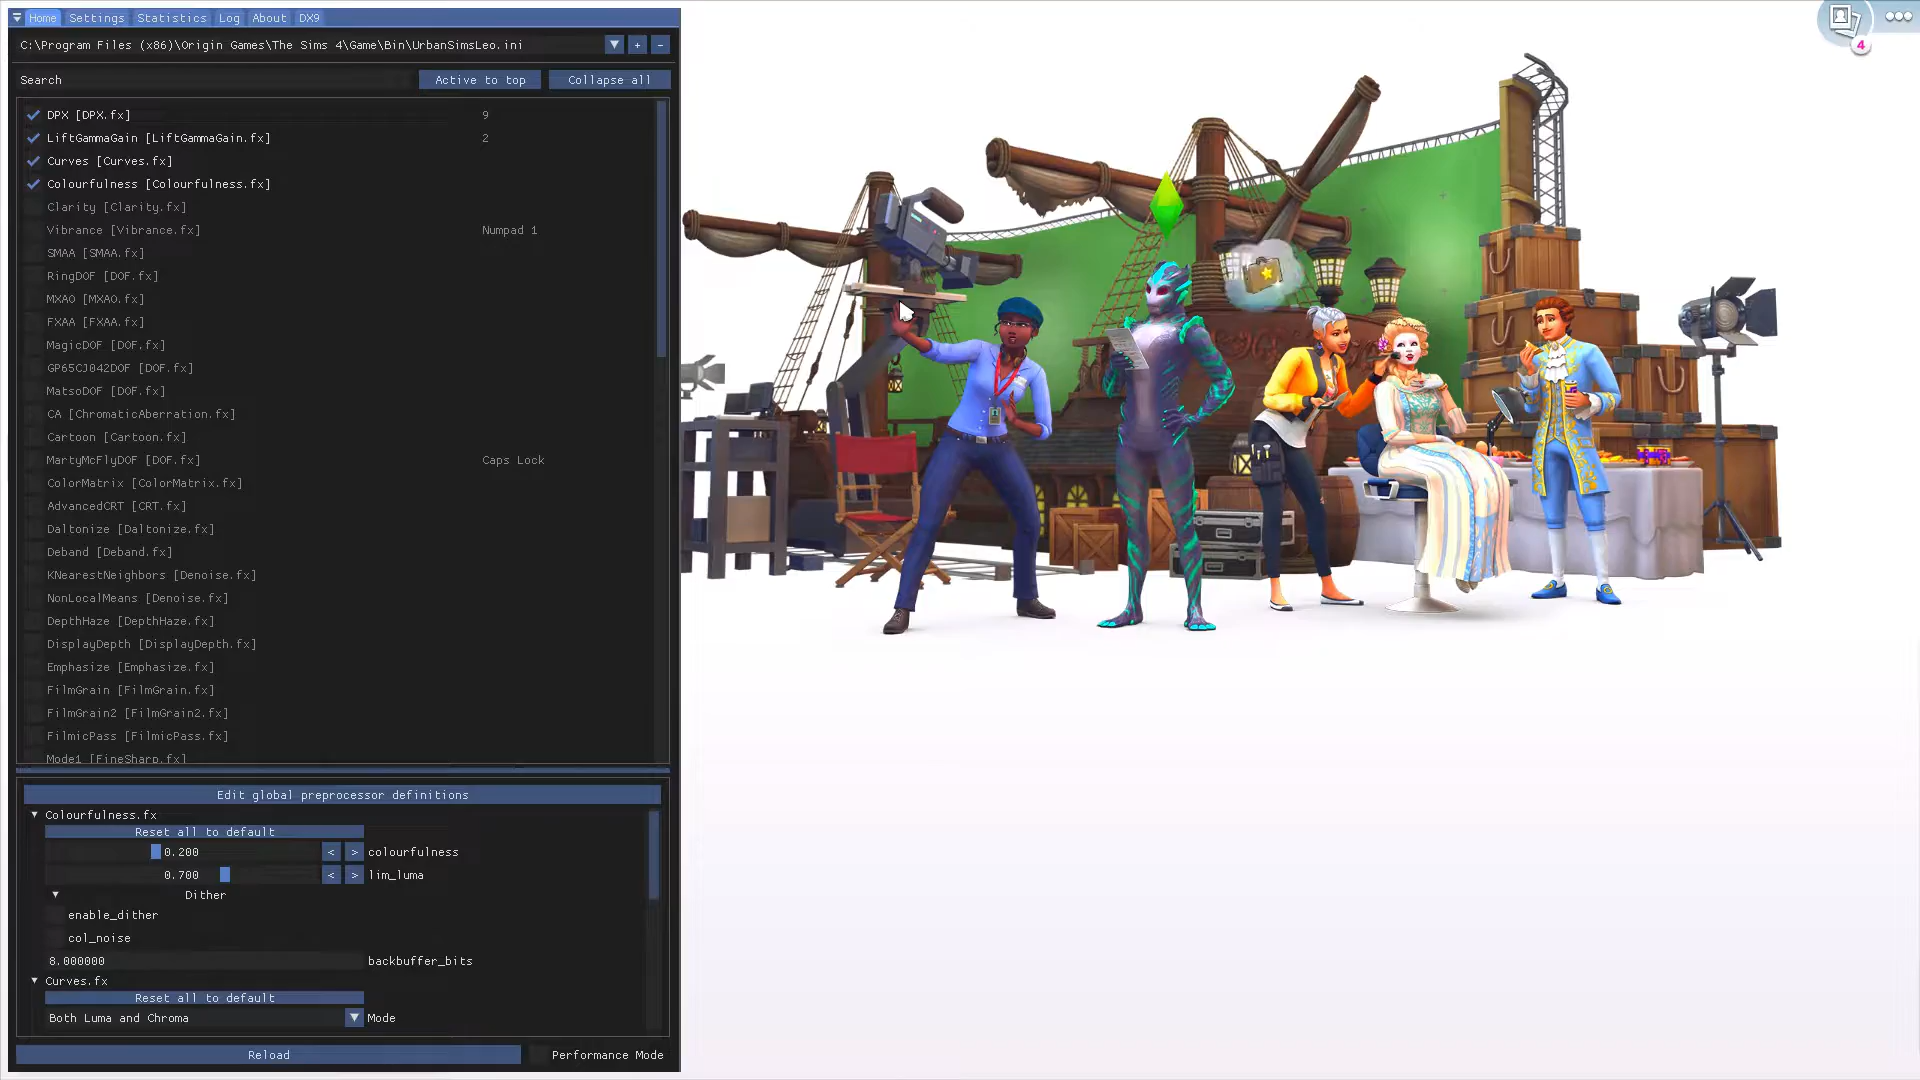 Home Settings Statistics Log About DX9
C:\Program Files (x86)\Origin Games\The Sims 4\Game\Bin\UrbanSimsLeo.ini
+ -
Search Active to top Collapse all
DPX [DPX.fx] 9
LiftGammaGain [LiftGammaGain.fx] 2
Curves [Curves.fx]
Colourfulness [Colourfulness.fx]
Clarity [Clarity.fx]
Vibrance [Vibrance.fx] Numpad 1
SMAA [SMAA.fx]
RingDOF [DOF.fx]
MXAO [MXAO.fx]
FXAA [FXAA.fx]
MagicDOF [DOF.fx]
GP65CJ042DOF [DOF.fx]
MatsoDOF [DOF.fx]
CA [ChromaticAberration.fx]
Cartoon [Cartoon.fx]
MartyMcFlyDOF [DOF.fx] Caps Lock
ColorMatrix [ColorMatrix.fx]
AdvancedCRT [CRT.fx]
Daltonize [Daltonize.fx]
Deband [Deband.fx]
KNearestNeighbors [Denoise.fx]
NonLocalMeans [Denoise.fx]
DepthHaze [DepthHaze.fx]
DisplayDepth [DisplayDepth.fx]
Emphasize [Emphasize.fx]
FilmGrain [FilmGrain.fx]
FilmGrain2 [FilmGrain2.fx]
FilmicPass [FilmicPass.fx]
Mode1 [FineSharp.fx]
Edit global preprocessor definitions
Colourfulness.fx
Reset all to default
0.200 < > colourfulness
0.700 < > lim_luma
Dither
enable_dither
col_noise
8.000000 backbuffer_bits
Curves.fx
Reset all to default
Both Luma and Chroma Mode
Reload Performance Mode
4